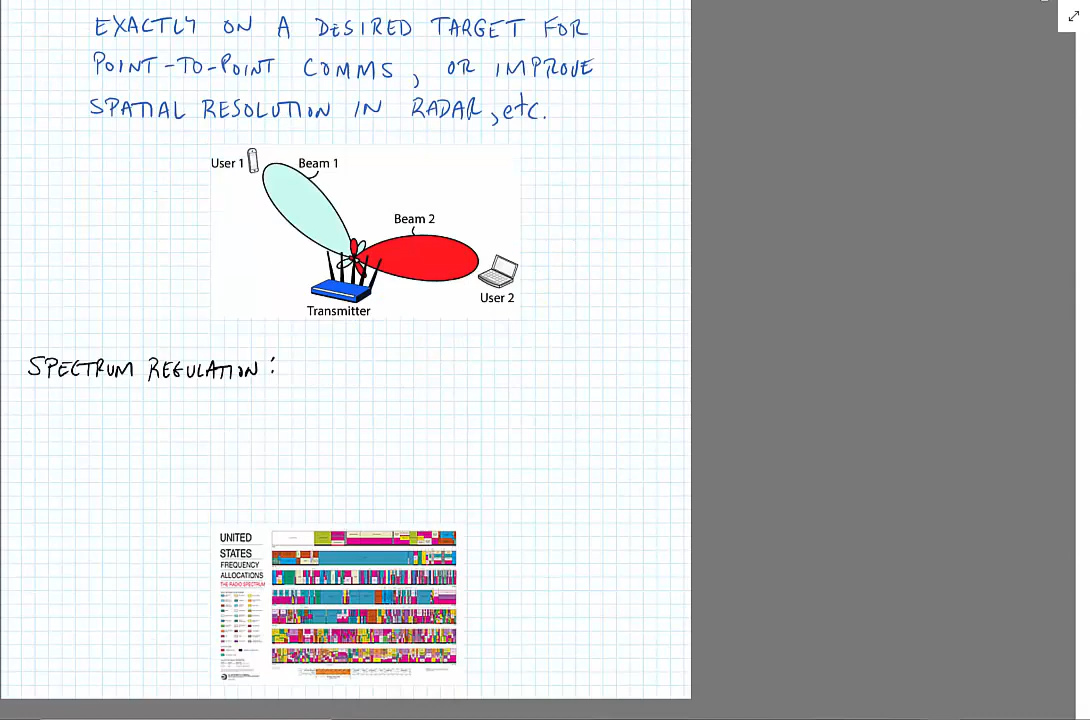 EXACTLY ON A DESIRED TARGET FOR
POINT-TO-POINT COMMS, OR IMPROVE
SPATIAL RESOLUTION IN RADAR, etc.
User 1
Beam 1
Beam 2
User 2
Transmitter
SPECTRUM REGULATION:
UNITED
STATES
FREQUENCY
ALLOCATIONS
THE RADIO SPECTRUM